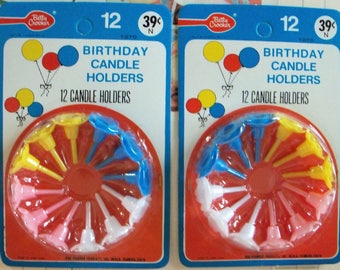 Betty
Crocker
12
39¢
N
BIRTHDAY
CANDLE
HOLDERS
12 CANDLE HOLDERS
Betty
Crocker
12
39¢
N
BIRTHDAY
CANDLE
HOLDERS
12 CANDLE HOLDERS